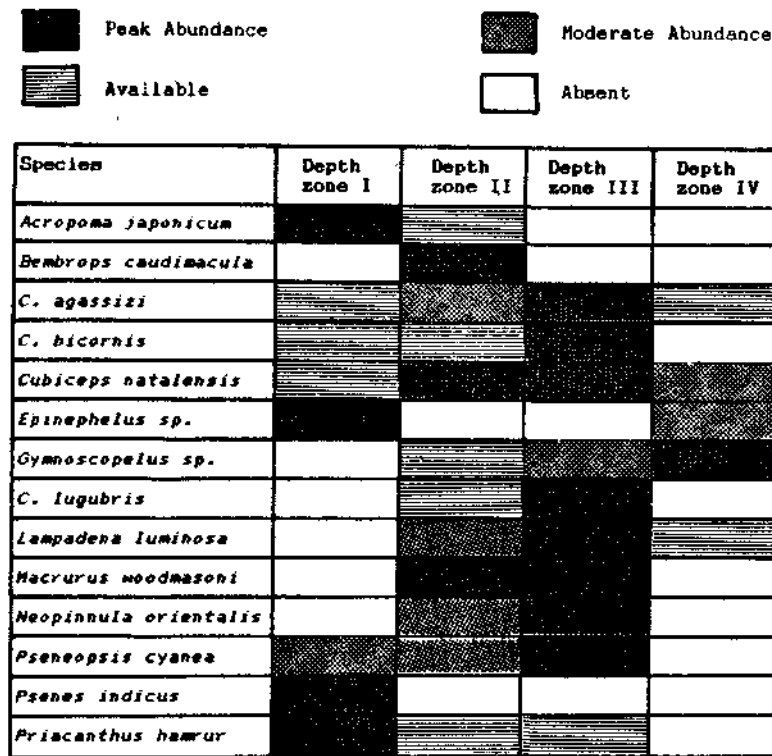 Peak Abundance
Moderate Abundance
Available
Absent
Species
Depth zone I
Depth zone II
Depth zone III
Depth zone IV
Acropoma japonicum
Bembrops caudimacula
C. agassizi
C. bicornis
Cubiceps natalensis
Epinephelus sp.
Gymnoscopelus sp.
C. lugubris
Lampadena luminosa
Macrurus woodmasoni
Neopinnula orientalis
Pseneopsis cyanea
Psenes indicus
Priacanthus hamrur